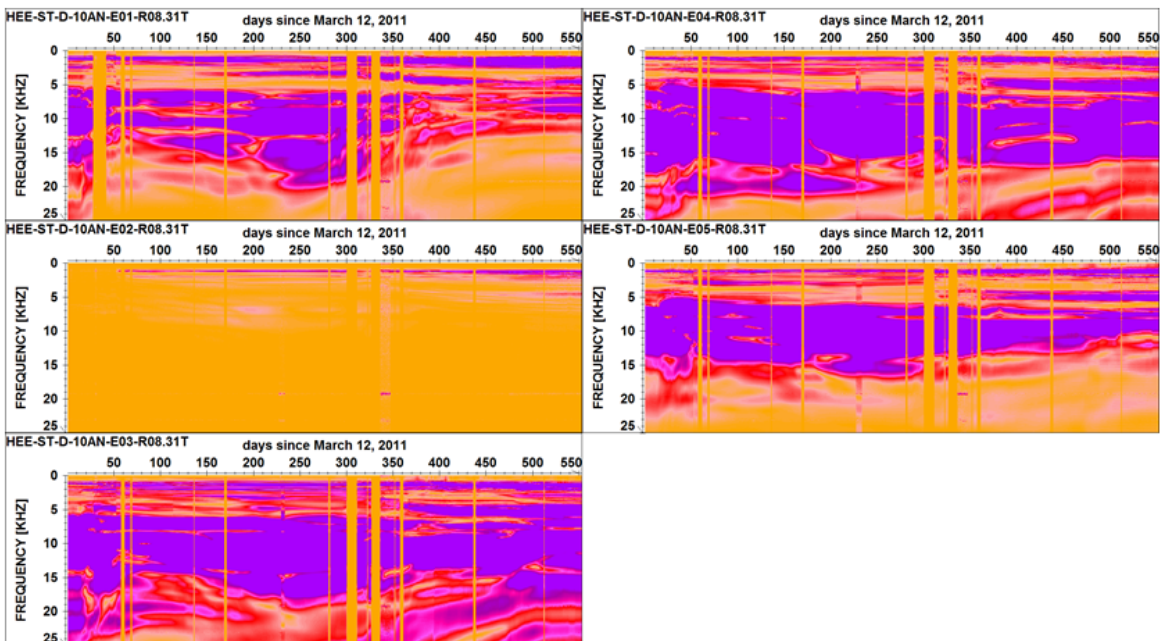 HEE-ST-D-10AN-E01-R08.31T
days since March 12, 2011
50 100 150 200 250 300 350 400 450 500 550
FREQUENCY [KHZ]
0
5
10
15
20
25
HEE-ST-D-10AN-E04-R08.31T
days since March 12, 2011
50 100 150 200 250 300 350 400 450 500 550
FREQUENCY [KHZ]
0
5
10
15
20
25
HEE-ST-D-10AN-E02-R08.31T
days since March 12, 2011
50 100 150 200 250 300 350 400 450 500 550
FREQUENCY [KHZ]
0
5
10
15
20
25
HEE-ST-D-10AN-E05-R08.31T
days since March 12, 2011
50 100 150 200 250 300 350 400 450 500 550
FREQUENCY [KHZ]
0
5
10
15
20
25
HEE-ST-D-10AN-E03-R08.31T
days since March 12, 2011
50 100 150 200 250 300 350 400 450 500 550
FREQUENCY [KHZ]
0
5
10
15
20
25